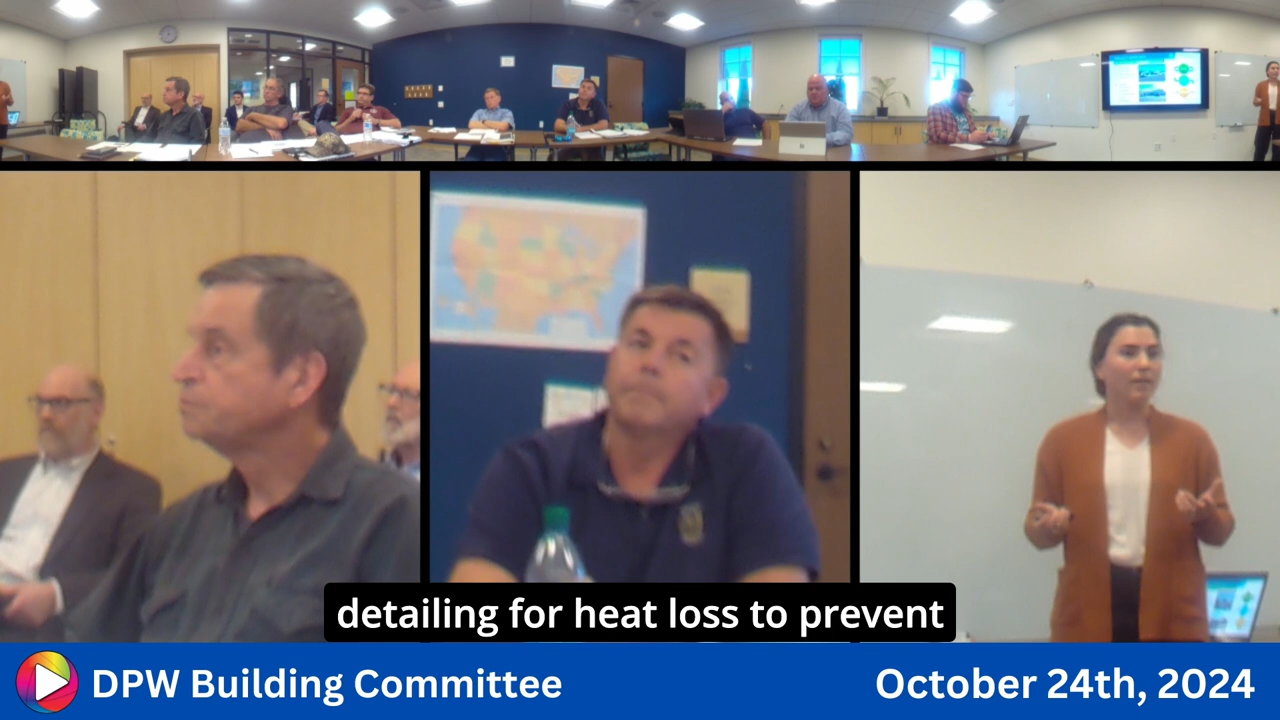 detailing for heat loss to prevent
DPW Building Committee
October 24th, 2024